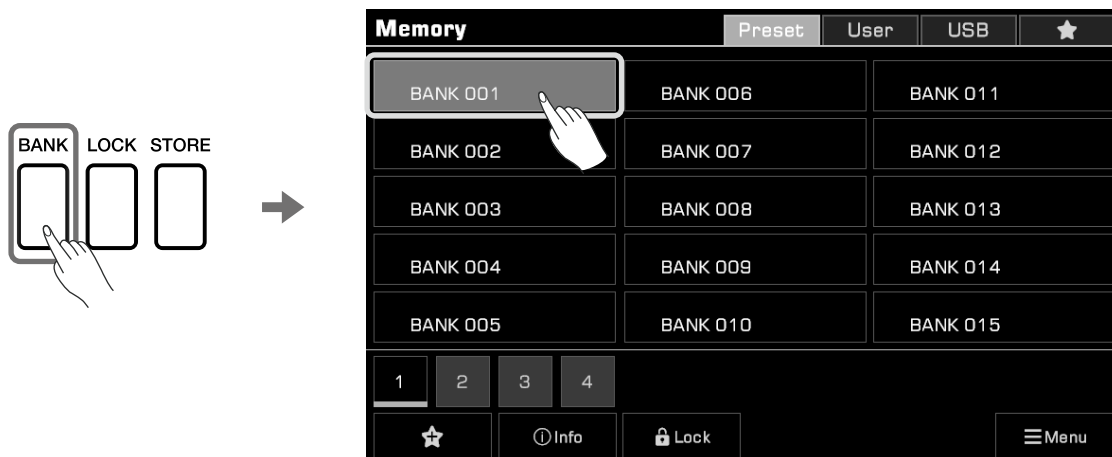 BANK LOCK STORE
Memory Preset User USB
BANK 001 BANK 006 BANK 011
BANK 002 BANK 007 BANK 012
BANK 003 BANK 008 BANK 013
BANK 004 BANK 009 BANK 014
BANK 005 BANK 010 BANK 015
1 2 3 4
Info Lock Menu